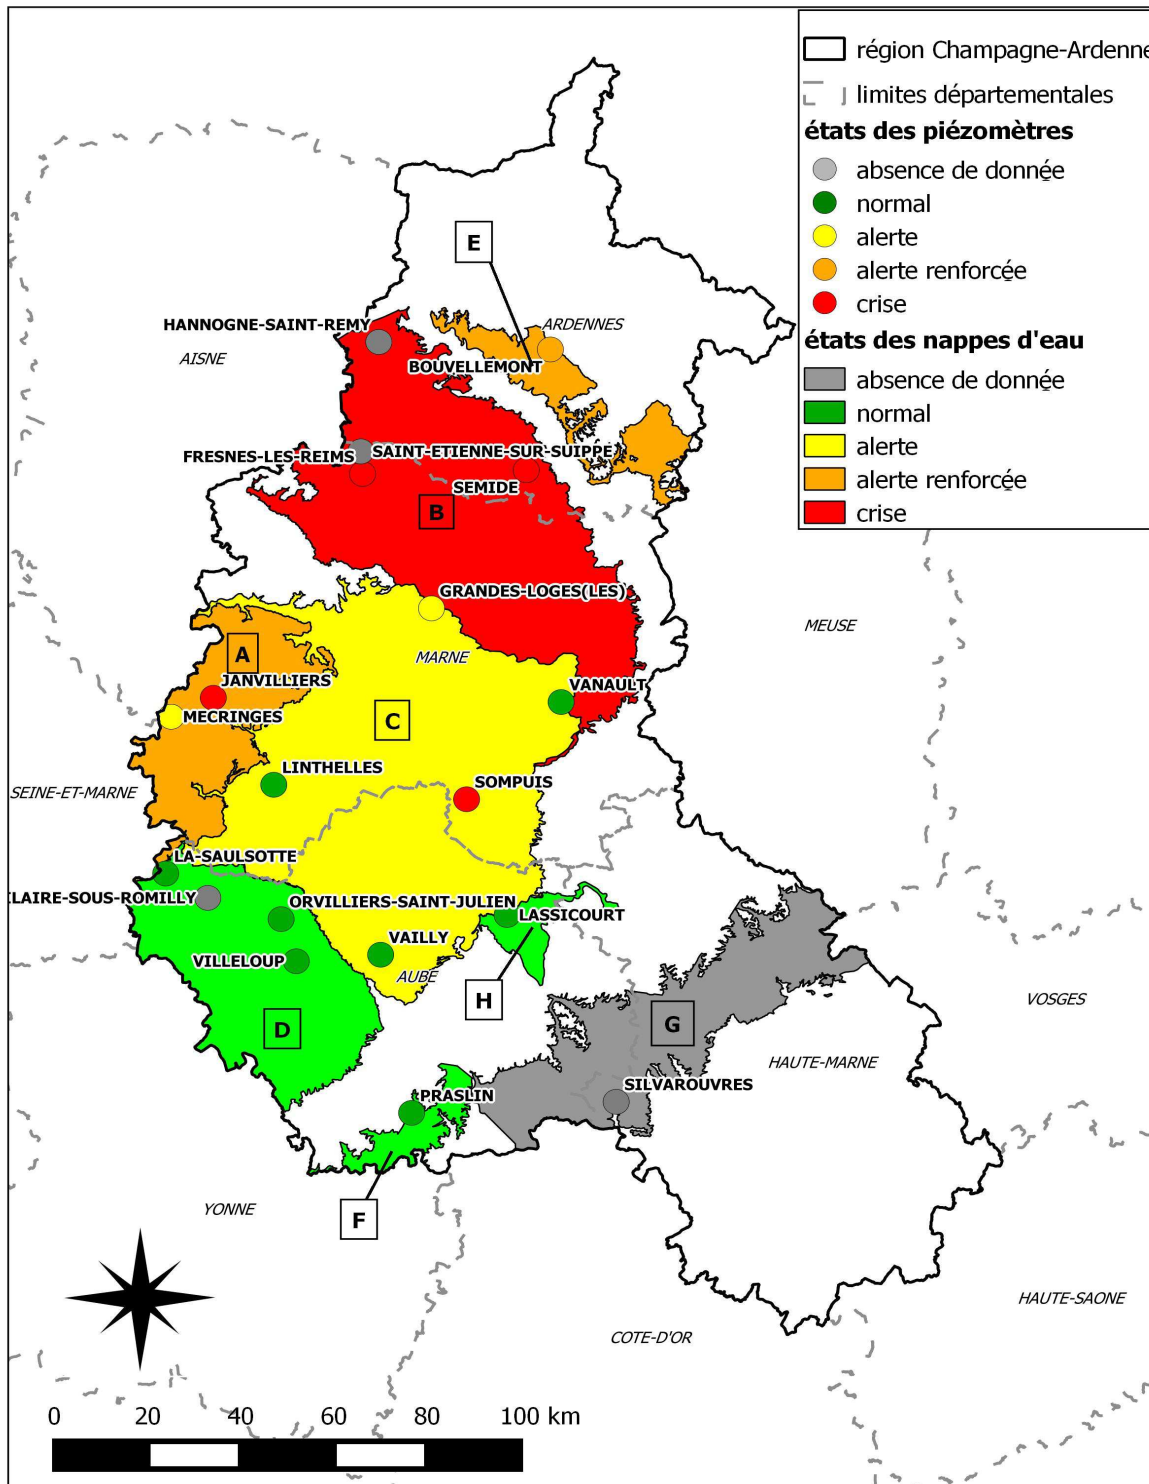 région Champagne-Ardenne
limites départementales
états des piézomètres
absence de donnée
normal
alerte
alerte renforcée
crise
états des nappes d'eau
absence de donnée
normal
alerte
alerte renforcée
crise
E
HANNOGNE-SAINT-REMY
ARDENNES
AISNE
BOUVELLEMONT
SAINT-ETIENNE-SUR-SUIPPE
FRESNES-LES-REIMS
SEMIDE
B
GRANDES-LOGES(LES)
MEUSE
A
MARNE
JANVILLIERS
VANAULT
MECRINGES
C
LINTHELLES
SOMPUIS
SEINE-ET-MARNE
LA-SAULSOTTE
CLAIRE-SOUS-ROMILLY
ORVILLIERS-SAINT-JULIEN
LASSICOURT
VAILLY
VILLELOUP
AUBE
H
VOSGES
D
G
HAUTE-MARNE
SILVAROUVRES
PRASLIN
YONNE
F
HAUTE-SAONE
COTE-D'OR
0 20 40 60 80 100 km